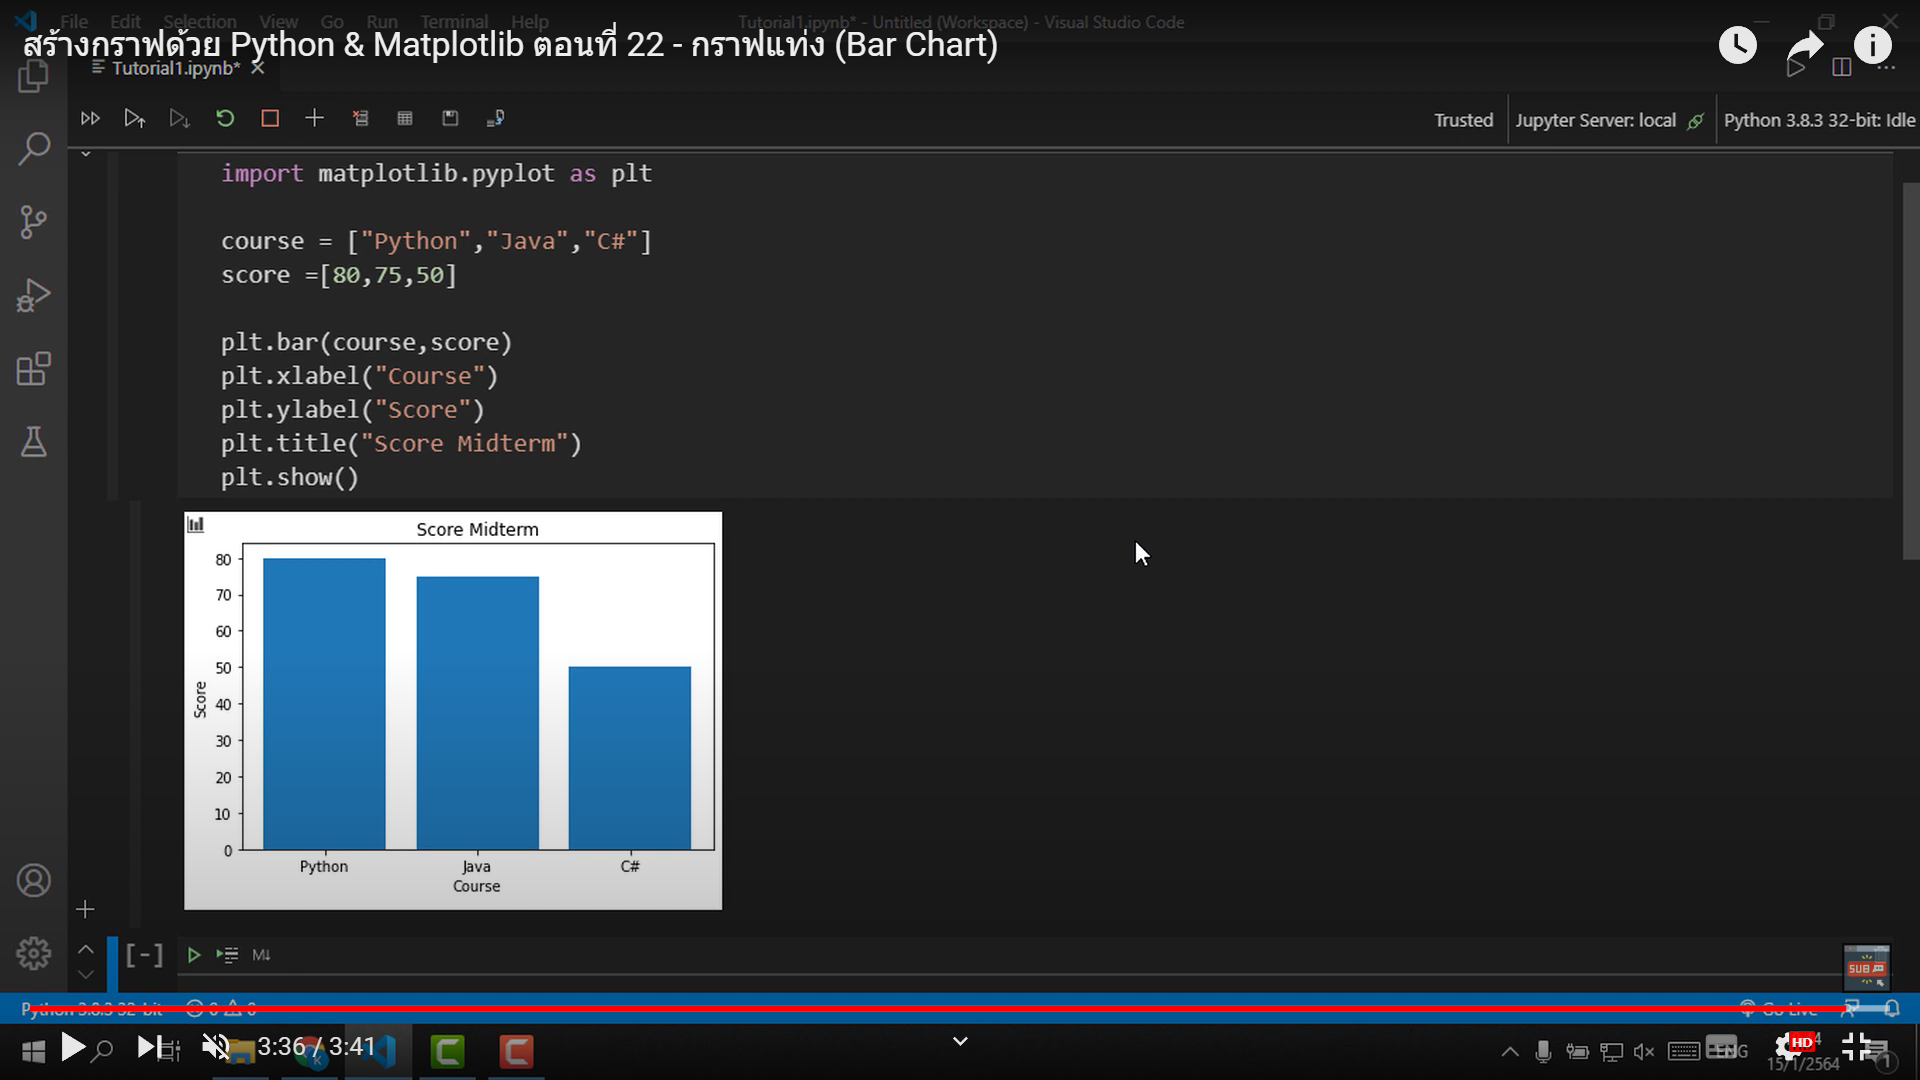 File Edit Selection View Go Run Terminal Help Tutorial1.ipynb* - Untitled (Workspace) - Visual Studio Code
สร้างกราฟด้วย Python & Matplotlib ตอนที่ 22 - กราฟแท่ง (Bar Chart)
Tutorial1.ipynb*
Trusted Jupyter Server: local Python 3.8.3 32-bit: Idle
import matplotlib.pyplot as plt
course = ["Python","Java","C#"]
score =[80,75,50]
plt.bar(course,score)
plt.xlabel("Course")
plt.ylabel("Score")
plt.title("Score Midterm")
plt.show()
Score Midterm
80
70
60
50
40
30
20
10
0
Score
Python Java C#
Course
[-] M↓
SUB
Python 3.8.3 32-bit 0 0 Go Live
3:36 / 3:41
ENG
HD
15/1/2564
1